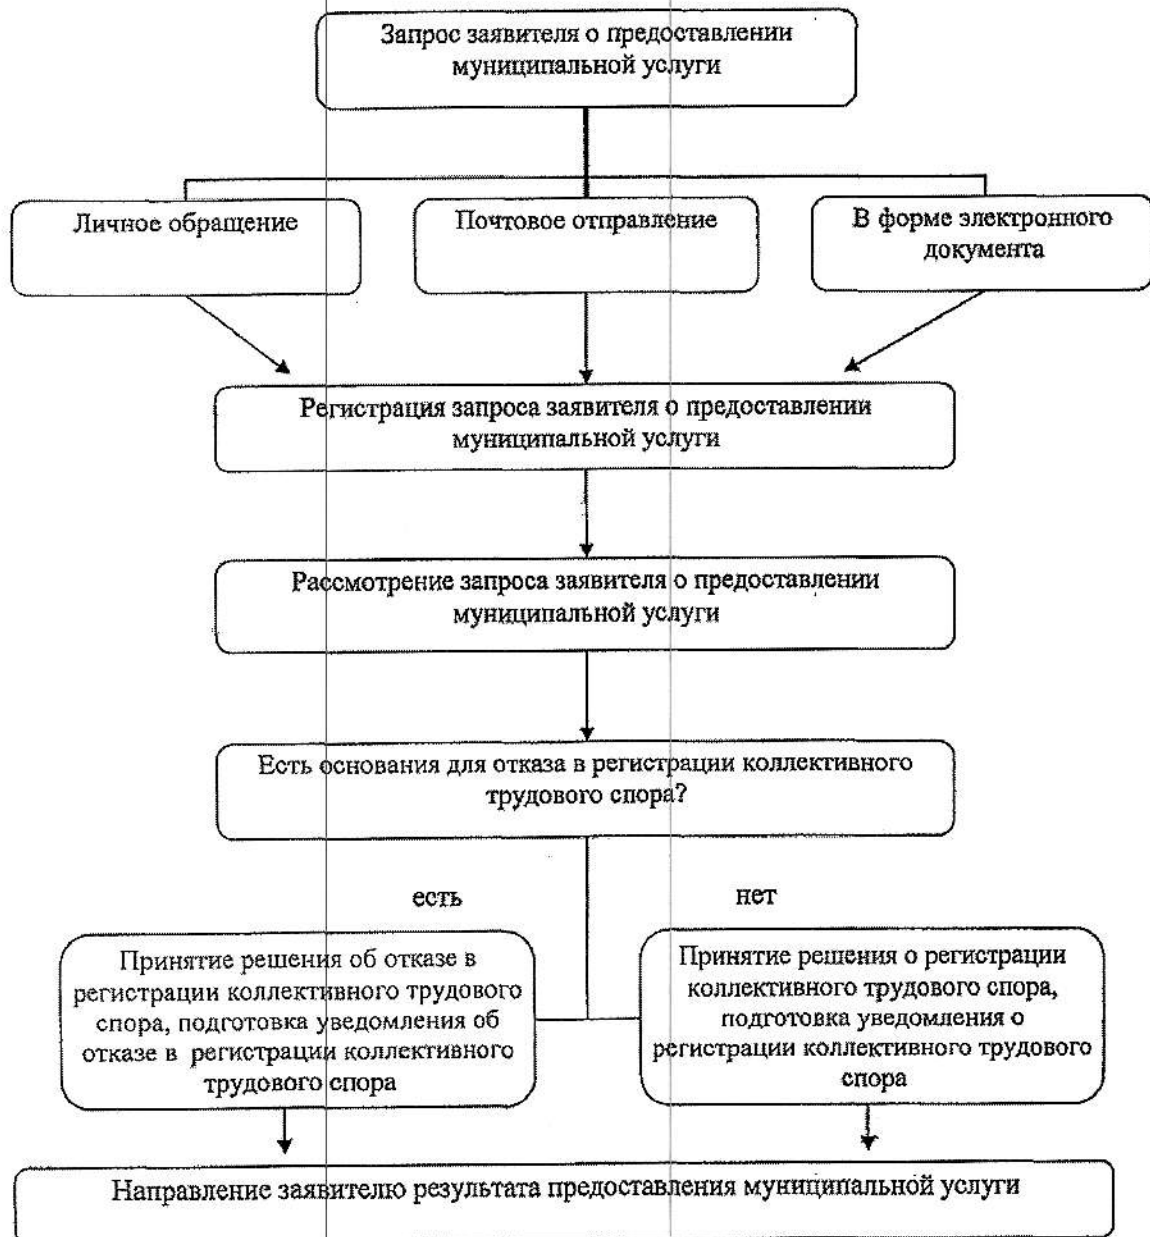 Запрос заявителя о предоставлении
муниципальной услуги
Личное обращение
Почтовое отправление
В форме электронного
документа
Регистрация запроса заявителя о предоставлении
муниципальной услуги
Рассмотрение запроса заявителя о предоставлении
муниципальной услуги
Есть основания для отказа в регистрации коллективного
трудового спора?
есть
нет
Принятие решения об отказе в
регистрации коллективного трудового
спора, подготовка уведомления об
отказе в регистрации коллективного
трудового спора
Принятие решения о регистрации
коллективного трудового спора,
подготовка уведомления о
регистрации коллективного трудового
спора
Направление заявителю результата предоставления муниципальной услуги